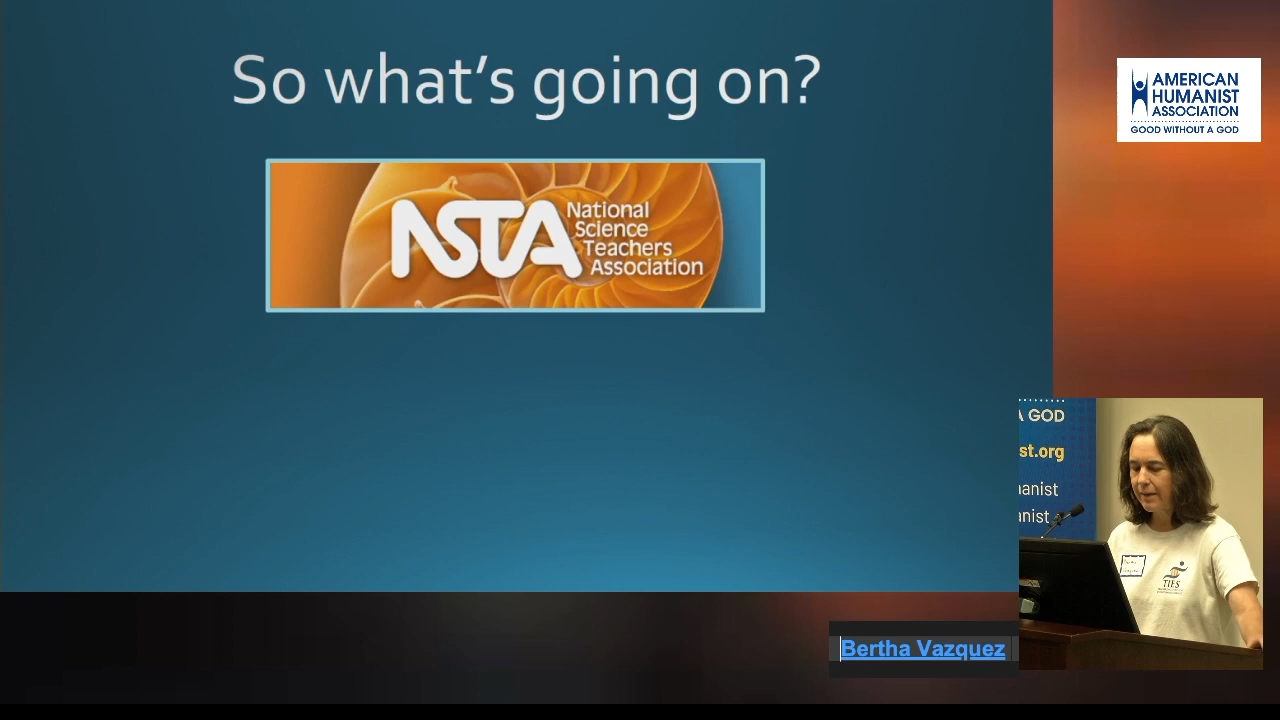 So what's going on?
NSTA
National
Science
Teachers
Association
AMERICAN
HUMANIST
ASSOCIATION
GOOD WITHOUT A GOD
A GOD
st.org
anist
anist
TIES
Bertha Vazquez